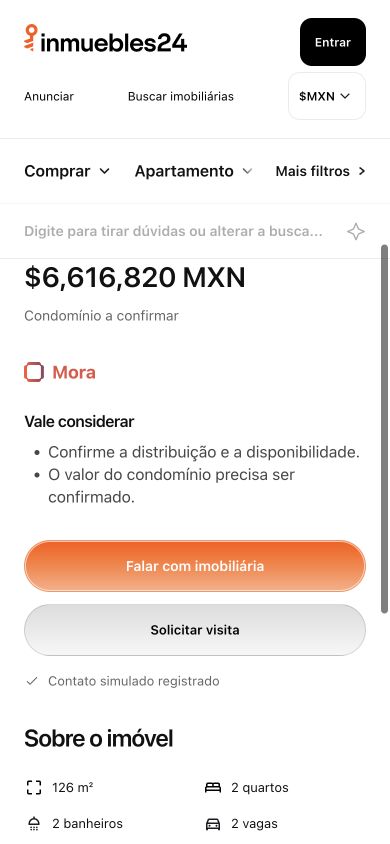 inmuebles24
Entrar
Anunciar
Buscar imobiliárias
$MXN
Comprar
Apartamento
Mais filtros
Digite para tirar dúvidas ou alterar a busca...
$6,616,820 MXN
Condomínio a confirmar
Mora
Vale considerar
• Confirme a distribuição e a disponibilidade.
• O valor do condomínio precisa ser
confirmado.
Falar com imobiliária
Solicitar visita
Contato simulado registrado
Sobre o imóvel
126 m²
2 quartos
2 banheiros
2 vagas